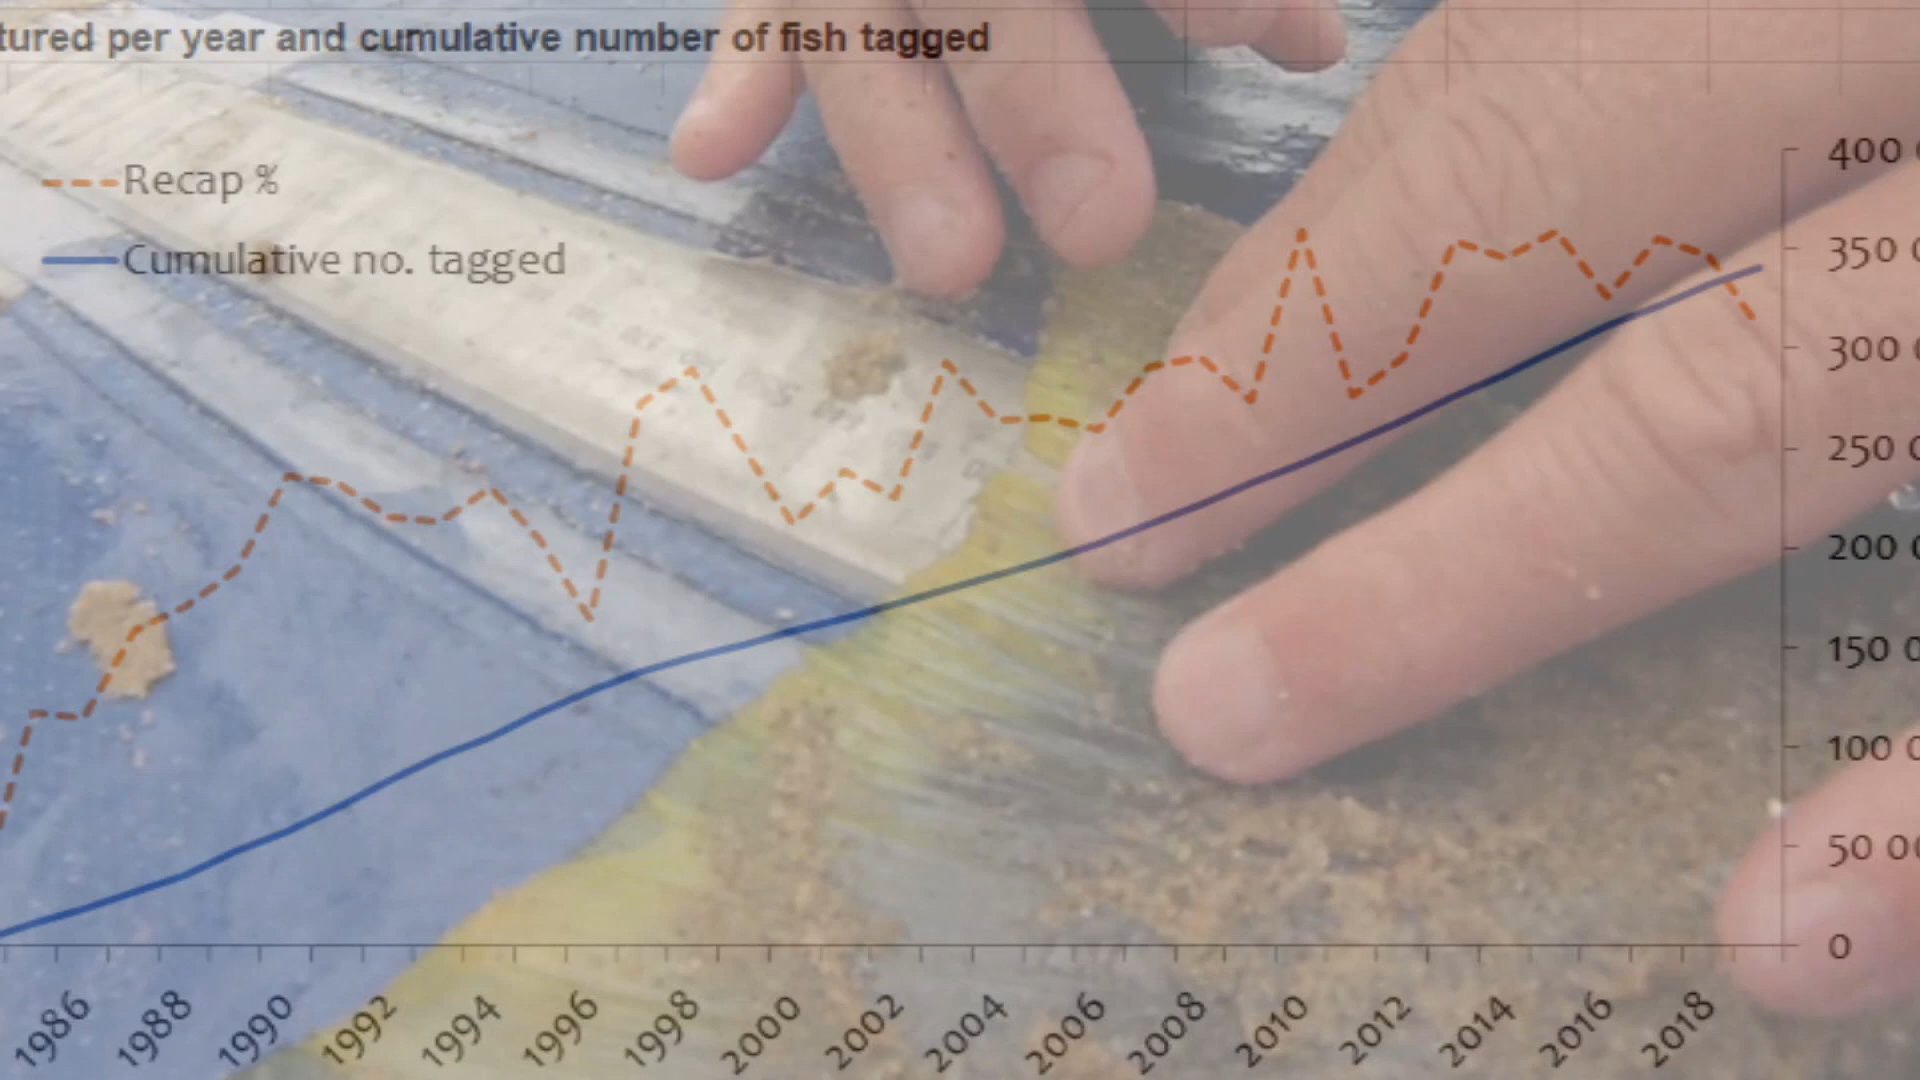 tured per year and cumulative number of fish tagged
Recap %
Cumulative no. tagged
400
350
300
250
200
150
100
50
0
1986 1988 1990 1992 1994 1996 1998 2000 2002 2004 2006 2008 2010 2012 2014 2016 2018